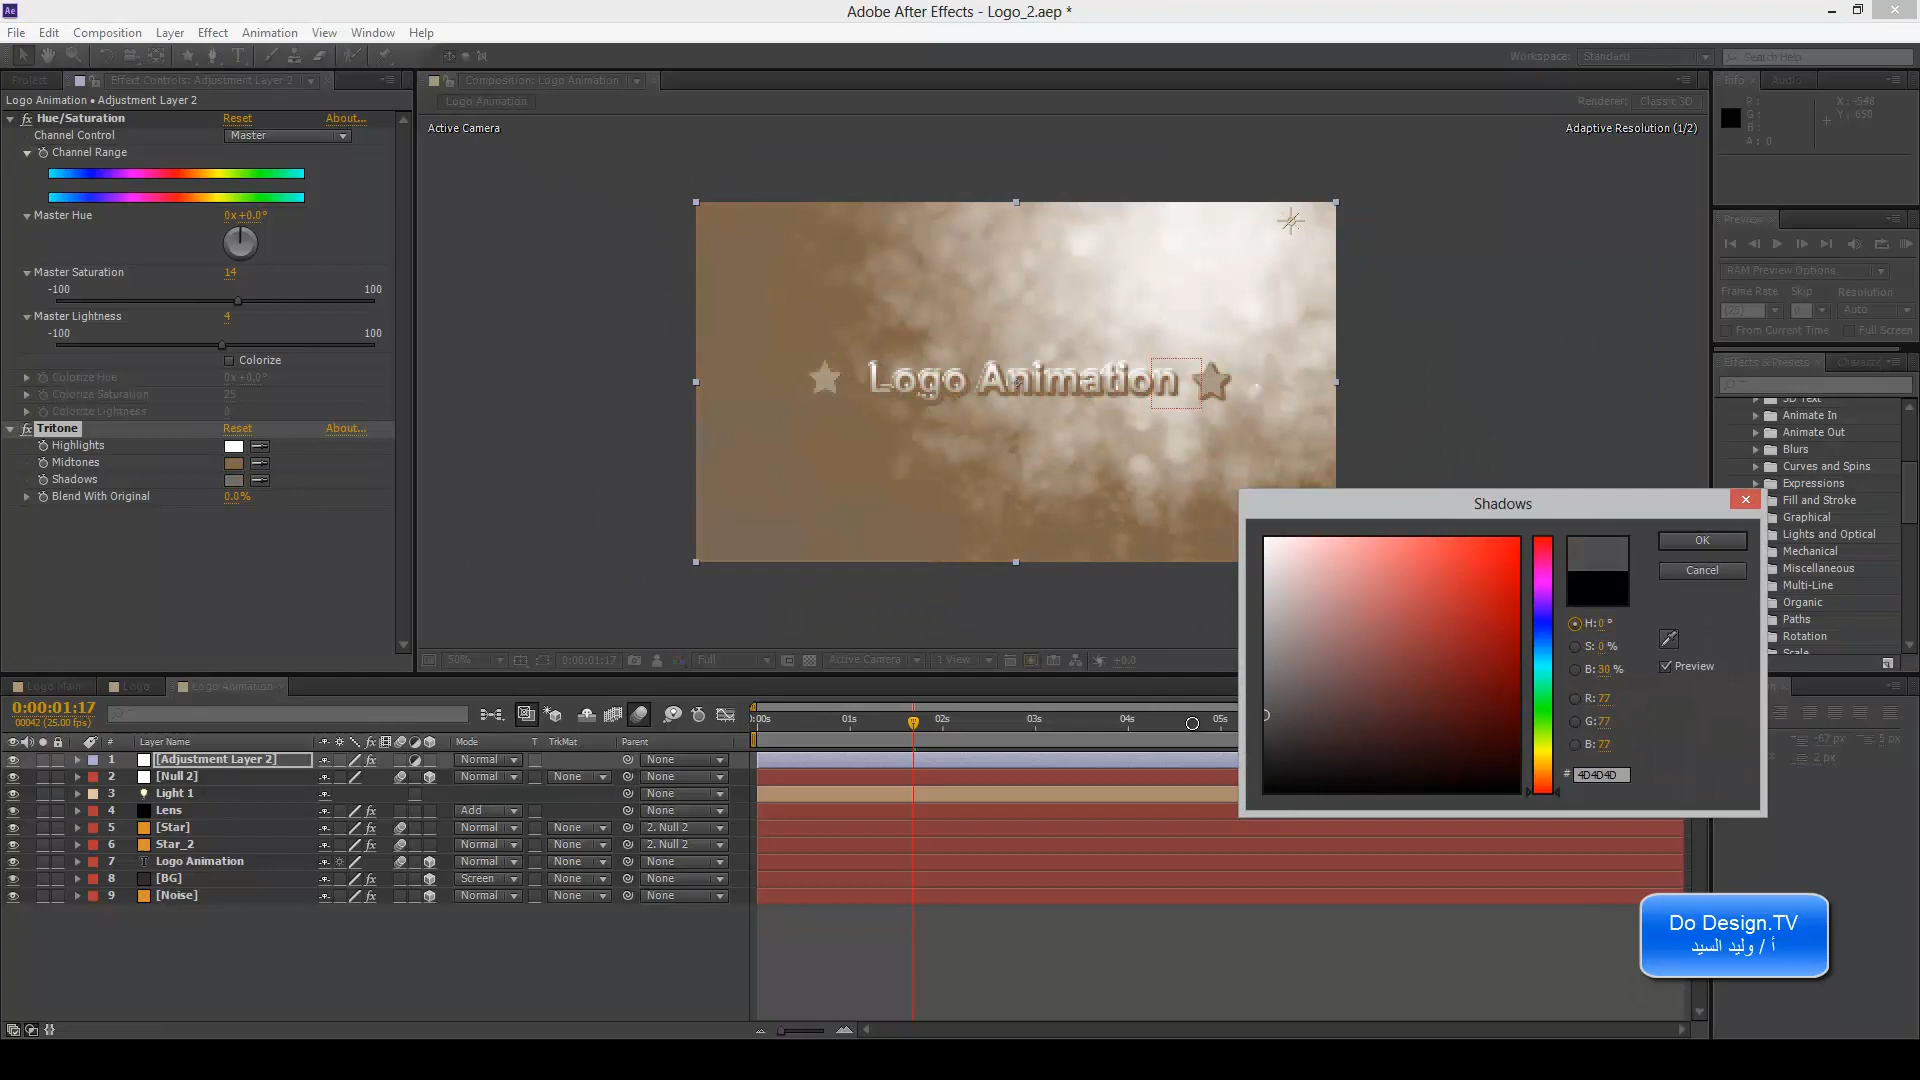 Adobe After Effects - Logo_2.aep *
File Edit Composition Layer Effect Animation View Window Help
Workspace: Standard Search Help
Project Effect Controls: Adjustment Layer 2
Composition: Logo Animation
Info Audio
Logo Animation • Adjustment Layer 2
Logo Animation
Renderer: Classic 3D
R: X: -548
G: Y: 650
B:
A: 0
Hue/Saturation Reset About...
Channel Control Master
Channel Range
Active Camera
Adaptive Resolution (1/2)
Master Hue 0x+0.0°
Master Saturation 14
-100 100
Master Lightness 4
-100 100
Colorize
Colorize Hue 0x+0.0°
Colorize Saturation 25
Colorize Lightness 0
Tritone Reset About...
Highlights
Midtones
Shadows
Blend With Original 0.0%
Logo Animation
Preview
RAM Preview Options
Frame Rate Skip Resolution
(25) 0 Auto
From Current Time Full Screen
Effects & Presets
3D Text
Animate In
Animate Out
Blurs
Curves and Spins
Expressions
Fill and Stroke
Graphical
Lights and Optical
Mechanical
Miscellaneous
Multi-Line
Organic
Paths
Rotation
Scale
Shadows
OK
Cancel
H: 0 °
S: 0 %
B: 30 %
Preview
R: 77
G: 77
B: 77
# 4D4D4D
50% 0:00:01:17 Full Active Camera 1 View +0.0
Logo Main Logo Logo Animation
0:00:01:17
00042 (25.00 fps)
:00s 01s 02s 03s 04s 05s
-67 px 5 px
2 px
# Layer Name Mode T TrkMat Parent
1 [Adjustment Layer 2] Normal None
2 [Null 2] Normal None None
3 Light 1 None
4 Lens Add None
5 [Star] Normal None 2. Null 2
6 Star_2 Normal None 2. Null 2
7 T Logo Animation Normal None None
8 [BG] Screen None None
9 [Noise] Normal None None
Do Design.TV
أ / وليد السيد